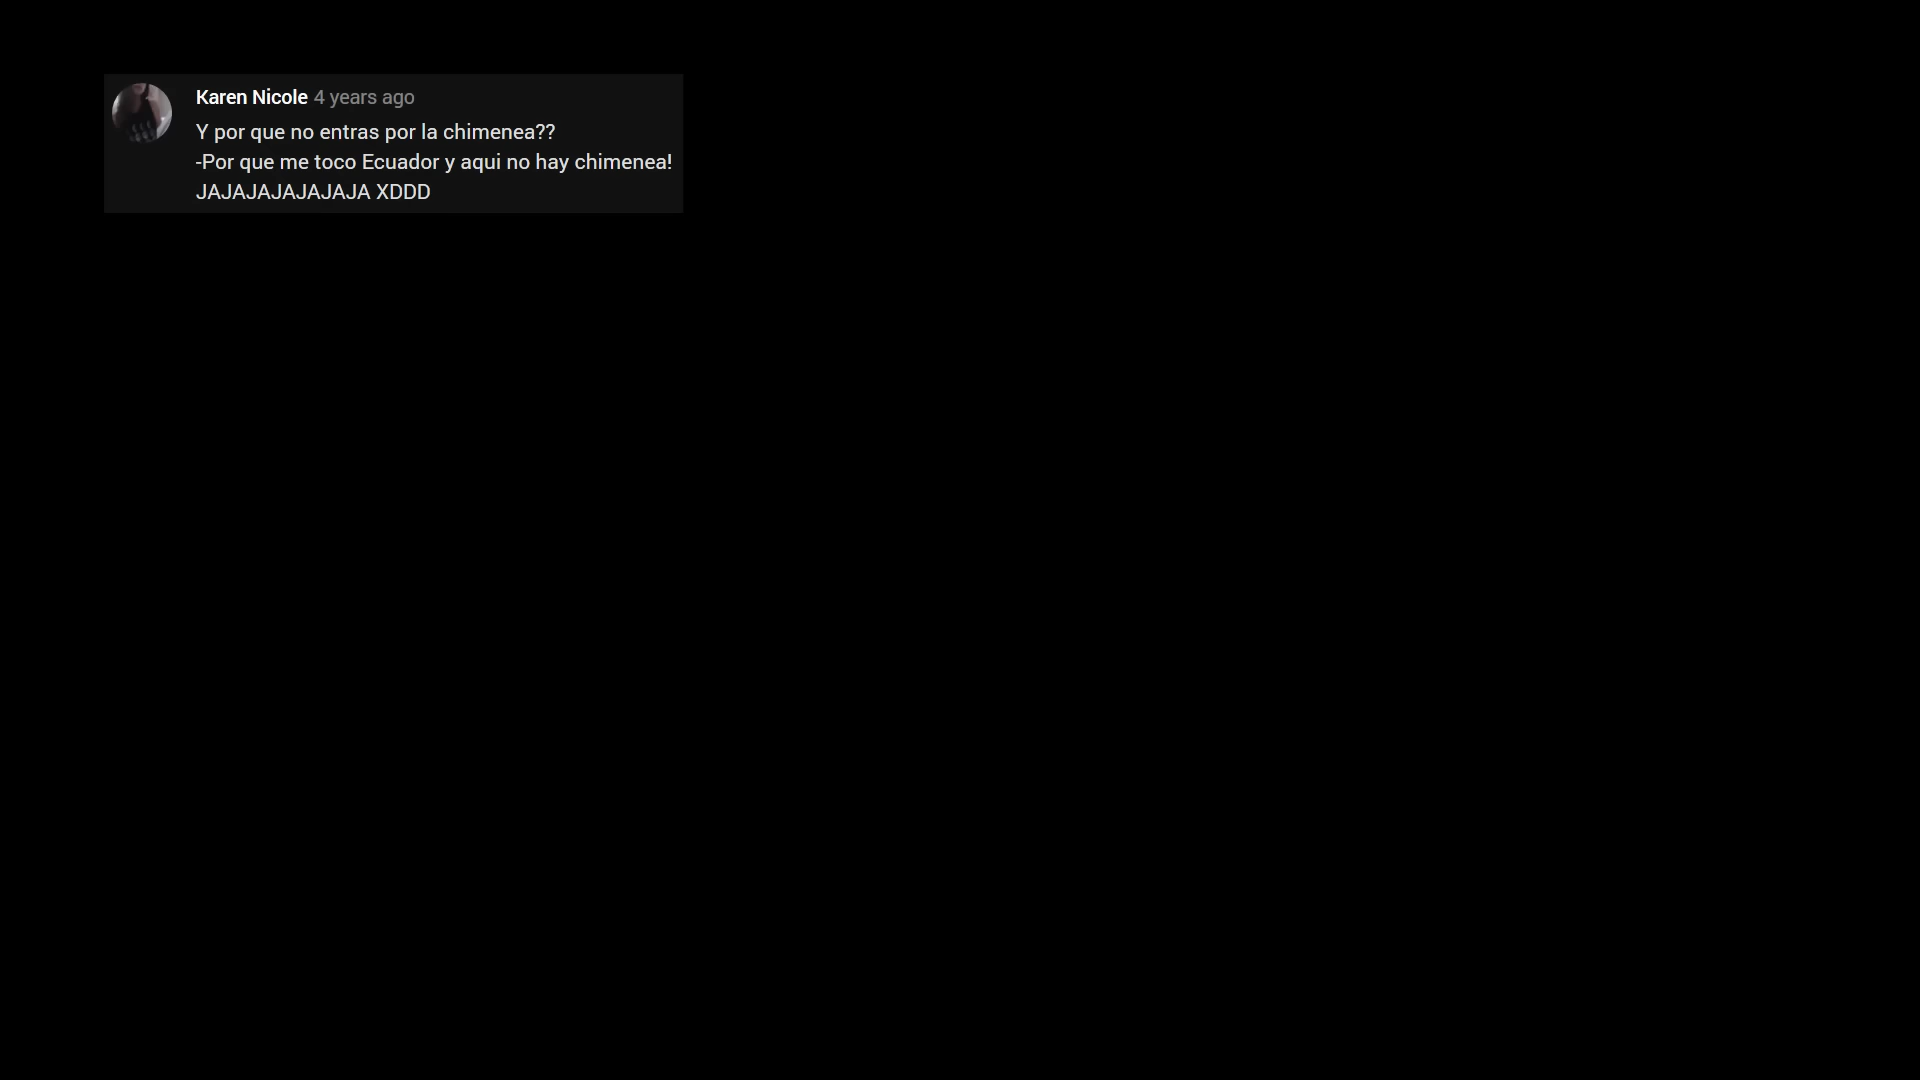 Karen Nicole 4 years ago
Y por que no entras por la chimenea??
-Por que me toco Ecuador y aqui no hay chimenea!
JAJAJAJAJAJAJA XDDD